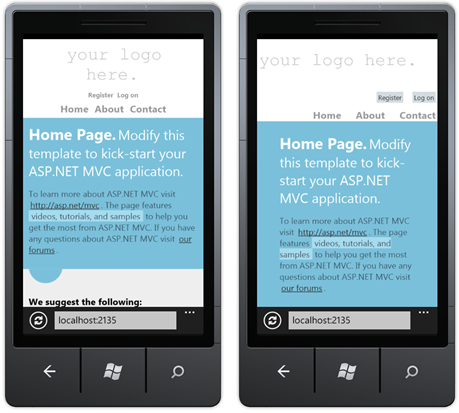 your logo
here.
Register Log on
Home About Contact
Home Page. Modify this
template to kick-start your
ASP.NET MVC application.
To learn more about ASP.NET MVC visit
http://asp.net/mvc . The page features
videos, tutorials, and samples to help you
get the most from ASP.NET MVC. If you have
any questions about ASP.NET MVC visit our
forums .
We suggest the following:
localhost:2135
your logo
here.
Register Log on
Home About Contact
Home Page. Modify
this template to kick-
start your ASP.NET
MVC application.
To learn more about ASP.NET MVC
visit http://asp.net/mvc . The page
features videos, tutorials, and
samples to help you get the most
from ASP.NET MVC. If you have any
questions about ASP.NET MVC visit
our forums .
localhost:2135